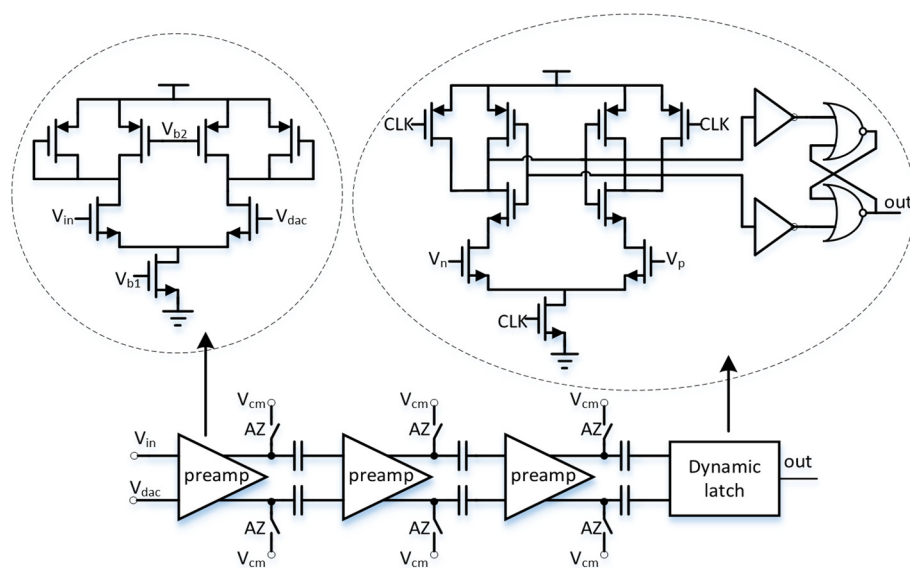 V_b2
V_in
V_dac
V_b1
CLK
CLK
V_n
V_p
CLK
out
V_cm
V_cm
V_cm
AZ
AZ
AZ
V_in
preamp
preamp
preamp
Dynamic
latch
out
V_dac
AZ
AZ
AZ
V_cm
V_cm
V_cm